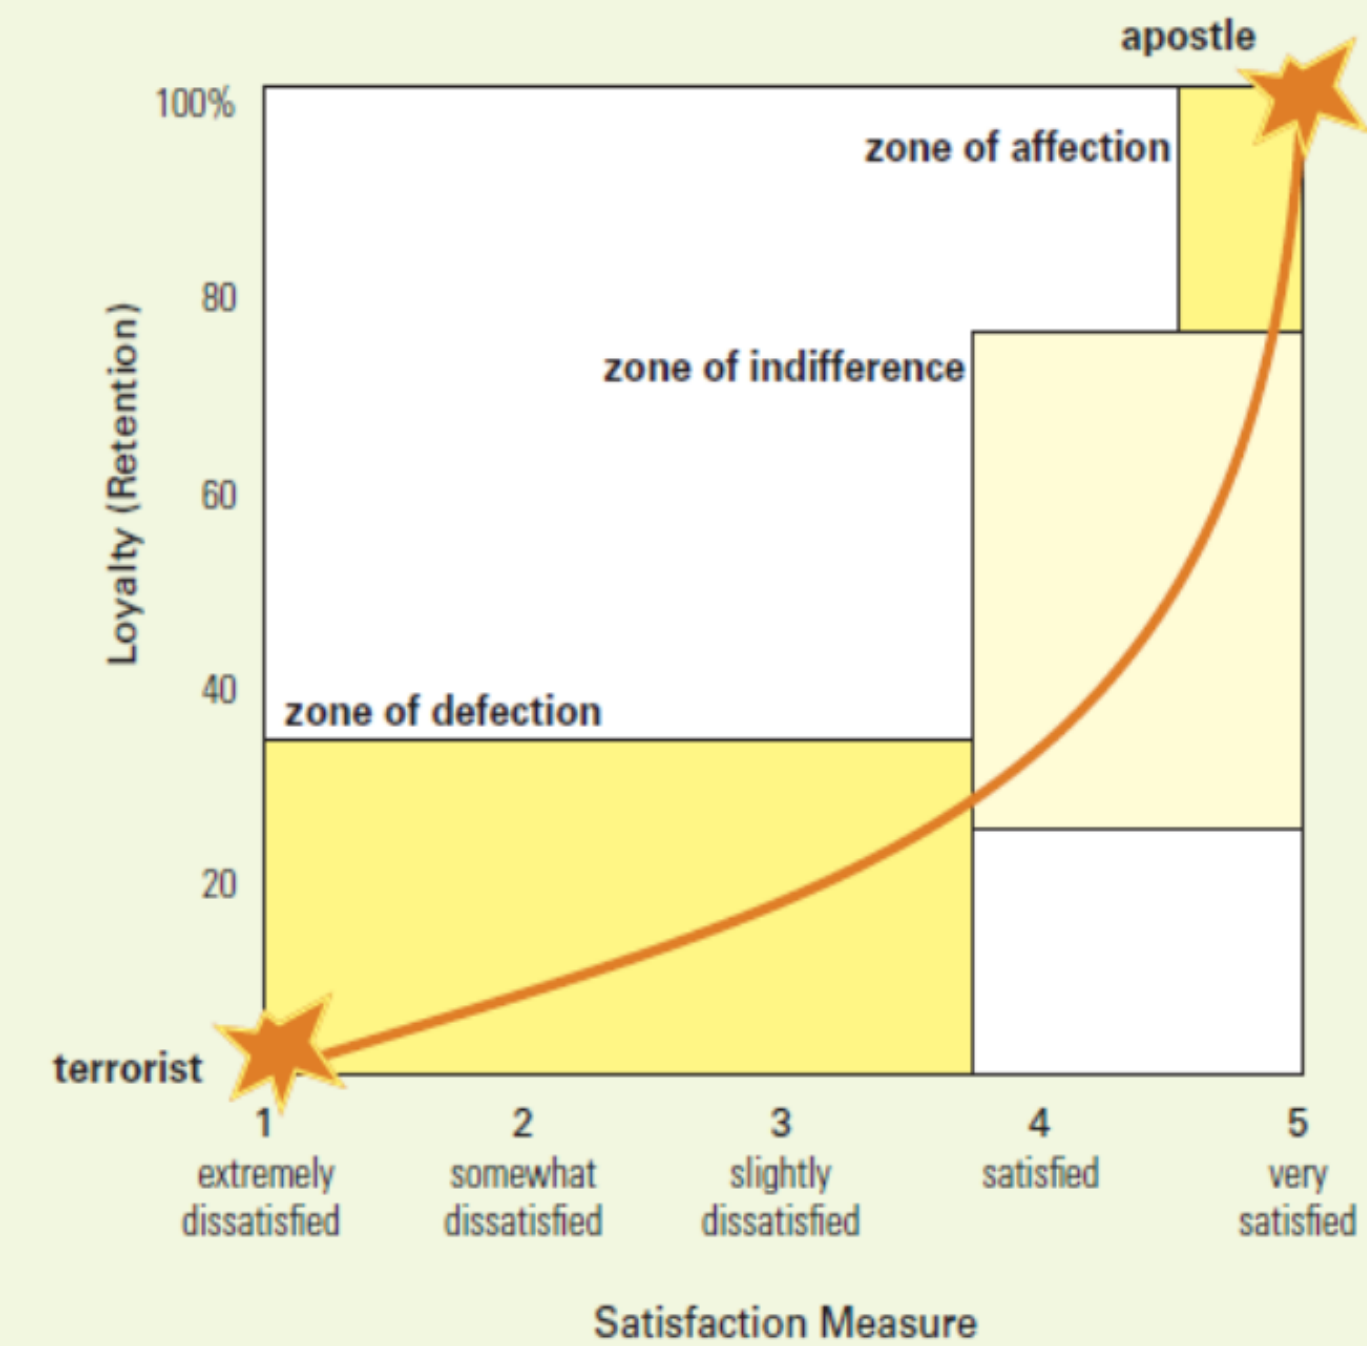 apostle
100%
zone of affection
80
zone of indifference
60
Loyalty (Retention)
40
zone of defection
20
terrorist
1 2 3 4 5
extremely somewhat slightly satisfied very
dissatisfied dissatisfied dissatisfied satisfied
Satisfaction Measure